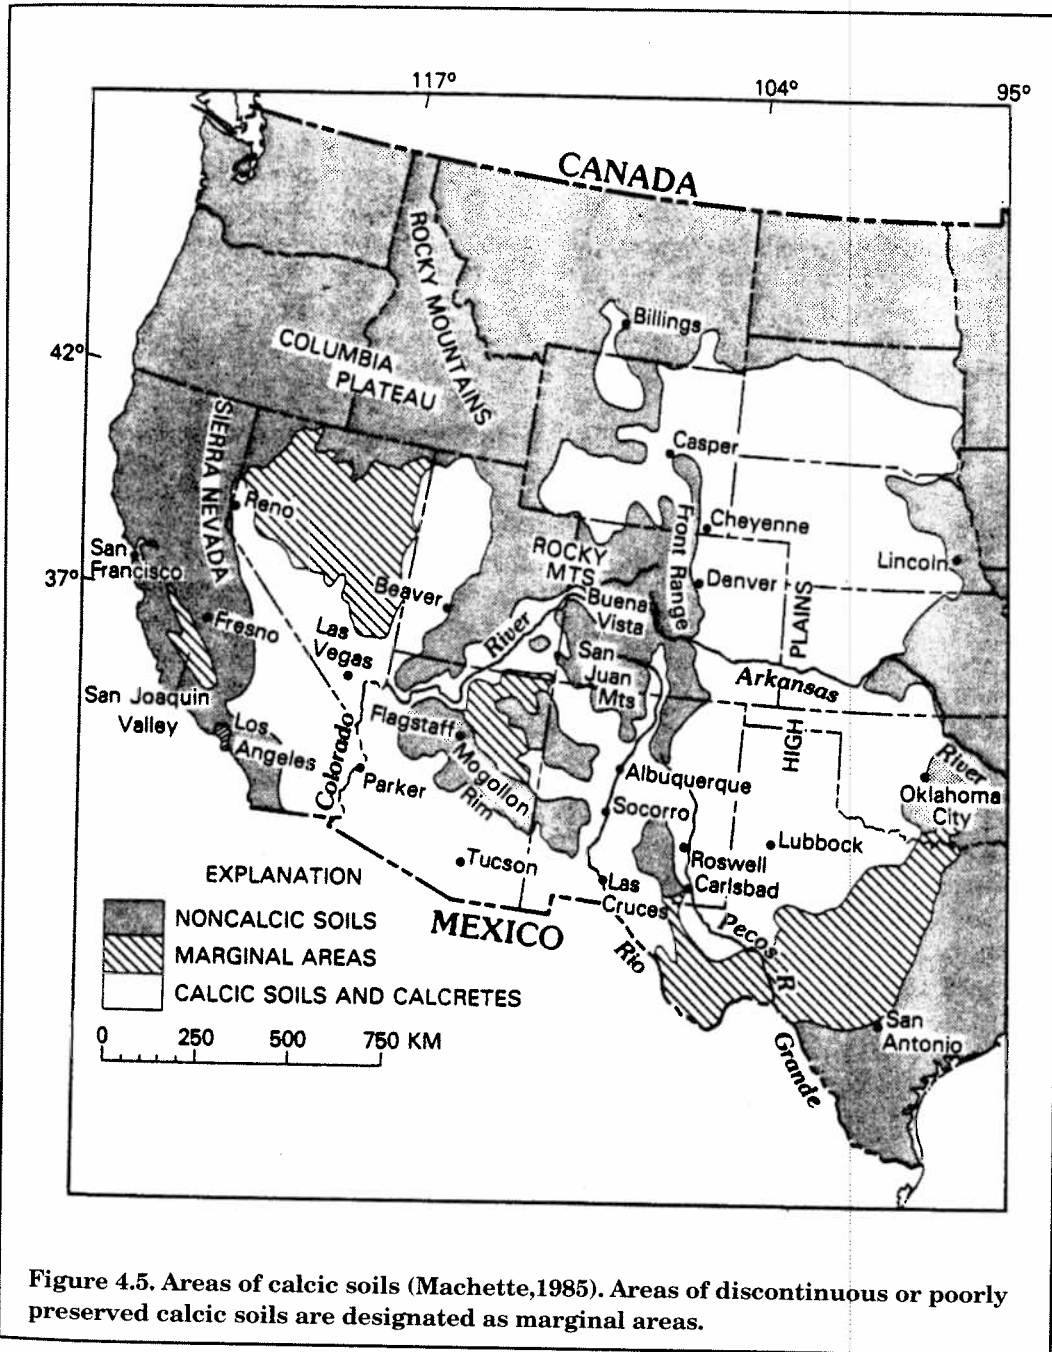 117°
104°
95°
CANADA
ROCKY MOUNTAINS
Billings
42°
COLUMBIA
PLATEAU
SIERRA NEVADA
Casper
Reno
Front Range
Cheyenne
San
Francisco
ROCKY
MTS
Lincoln
37°
Beaver
Denver
PLAINS
Buena
Vista
River
Fresno
Las
Vegas
San
Juan
Mts
Arkansas
San Joaquin
Valley
Flagstaff
Los
Angeles
HIGH
River
Colorado
Mogollon
Rim
Albuquerque
Parker
Oklahoma
City
Socorro
Lubbock
Tucson
Roswell
EXPLANATION
Las
Cruces
Carlsbad
NONCALCIC SOILS
MEXICO
Pecos R
Rio
MARGINAL AREAS
CALCIC SOILS AND CALCRETES
San
Antonio
0 250 500 750 KM
Grande
Figure 4.5. Areas of calcic soils (Machette,1985). Areas of discontinuous or poorly
preserved calcic soils are designated as marginal areas.